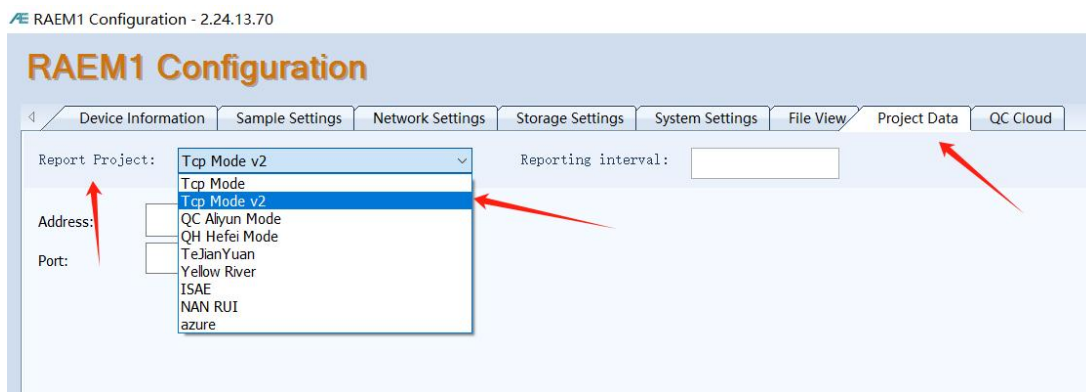 Æ RAEM1 Configuration - 2.24.13.70
RAEM1 Configuration
Device Information Sample Settings Network Settings Storage Settings System Settings File View Project Data QC Cloud
Report Project: Tcp Mode v2 Reporting interval:
Tcp Mode
Tcp Mode v2
Address:
QC Aliyun Mode
QH Hefei Mode
TeJianYuan
Port:
Yellow River
ISAE
NAN RUI
azure